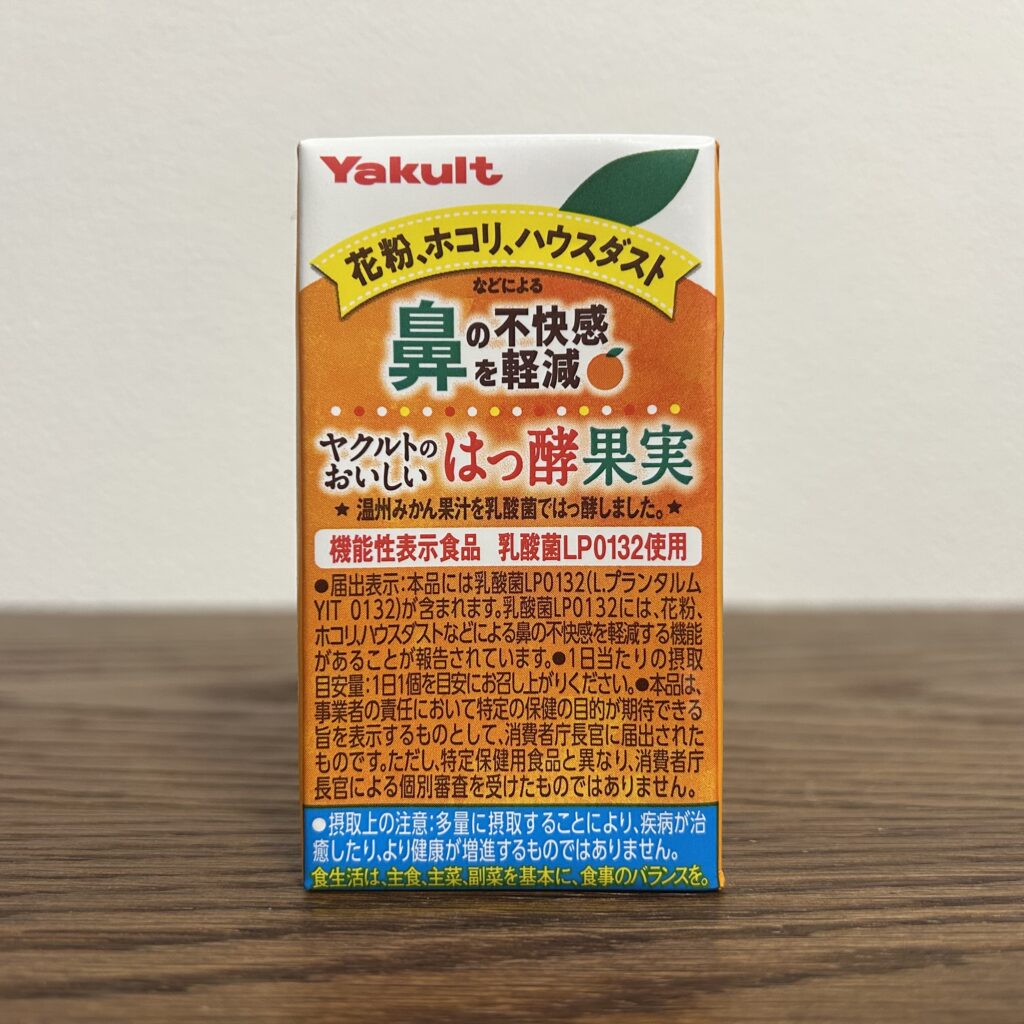 Yakult
花粉、ホコリ、ハウスダスト
などによる
鼻の不快感
を軽減
ヤクルトの
おいしい
はっ酵果実
★温州みかん果汁を乳酸菌ではっ酵しました。★
機能性表示食品 乳酸菌LP0132使用
●届出表示:本品には乳酸菌LP0132(L.プランタルム
YIT 0132)が含まれます。乳酸菌LP0132には、花粉、
ホコリ、ハウスダストなどによる鼻の不快感を軽減する機能
があることが報告されています。●1日当たりの摂取
目安量:1日1個を目安にお召し上がりください。●本品は、
事業者の責任において特定の保健の目的が期待できる
旨を表示するものとして、消費者庁長官に届出された
ものです。ただし、特定保健用食品と異なり、消費者庁
長官による個別審査を受けたものではありません。
●摂取上の注意:多量に摂取することにより、疾病が治
癒したり、より健康が増進するものではありません。
食生活は、主食、主菜、副菜を基本に、食事のバランスを。